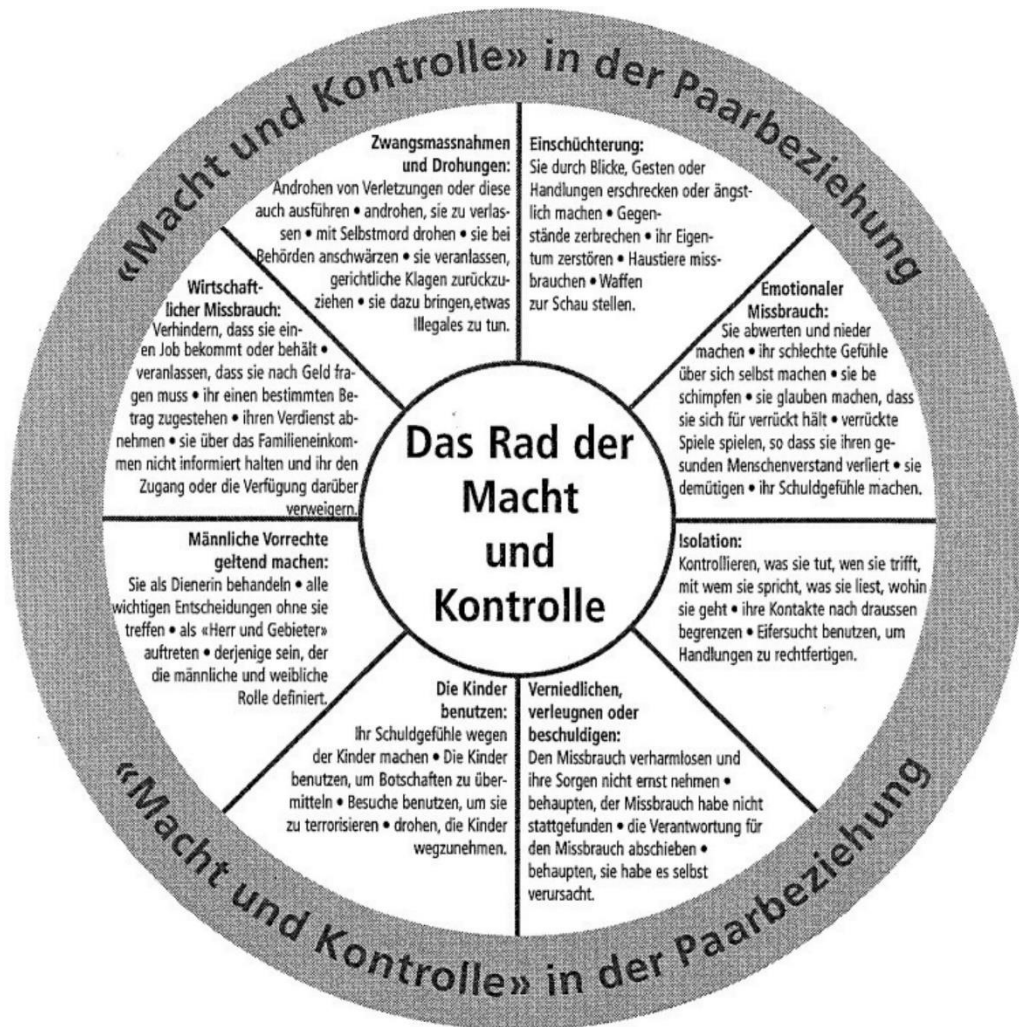 «Macht und Kontrolle» in der Paarbeziehung
Zwangsmassnahmen
und Drohungen:
Androhen von Verletzungen oder diese
auch ausführen • androhen, sie zu verlas-
sen • mit Selbstmord drohen • sie bei
Behörden anschwärzen • sie veranlassen,
gerichtliche Klagen zurückzu-
ziehen • sie dazu bringen,etwas
Illegales zu tun.
Einschüchterung:
Sie durch Blicke, Gesten oder
Handlungen erschrecken oder ängst-
lich machen • Gegen-
stände zerbrechen • ihr Eigen-
tum zerstören • Haustiere miss-
brauchen • Waffen
zur Schau stellen.
Wirtschaft-
licher Missbrauch:
Verhindern, dass sie ein-
en Job bekommt oder behält •
veranlassen, dass sie nach Geld fra-
gen muss • ihr einen bestimmten Be-
trag zugestehen • ihren Verdienst ab-
nehmen • sie über das Familieneinkom-
men nicht informiert halten und ihr den
Zugang oder die Verfügung darüber
verweigern.
Emotionaler
Missbrauch:
Sie abwerten und nieder
machen • ihr schlechte Gefühle
über sich selbst machen • sie be
schimpfen • sie glauben machen, dass
sie sich für verrückt hält • verrückte
Spiele spielen, so dass sie ihren ge-
sunden Menschenverstand verliert • sie
demütigen • ihr Schuldgefühle machen.
Das Rad der
Macht
und
Kontrolle
Männliche Vorrechte
geltend machen:
Sie als Dienerin behandeln • alle
wichtigen Entscheidungen ohne sie
treffen • als «Herr und Gebieter»
auftreten • derjenige sein, der
die männliche und weibliche
Rolle definiert.
Isolation:
Kontrollieren, was sie tut, wen sie trifft,
mit wem sie spricht, was sie liest, wohin
sie geht • ihre Kontakte nach draussen
begrenzen • Eifersucht benutzen, um
Handlungen zu rechtfertigen.
Die Kinder
benutzen:
Ihr Schuldgefühle wegen
der Kinder machen • Die Kinder
benutzen, um Botschaften zu über-
mitteln • Besuche benutzen, um sie
zu terrorisieren • drohen, die Kinder
wegzunehmen.
Verniedlichen,
verleugnen oder
beschuldigen:
Den Missbrauch verharmlosen und
ihre Sorgen nicht ernst nehmen •
behaupten, der Missbrauch habe nicht
stattgefunden • die Verantwortung für
den Missbrauch abschieben •
behaupten, sie habe es selbst
verursacht.
«Macht und Kontrolle» in der Paarbeziehung